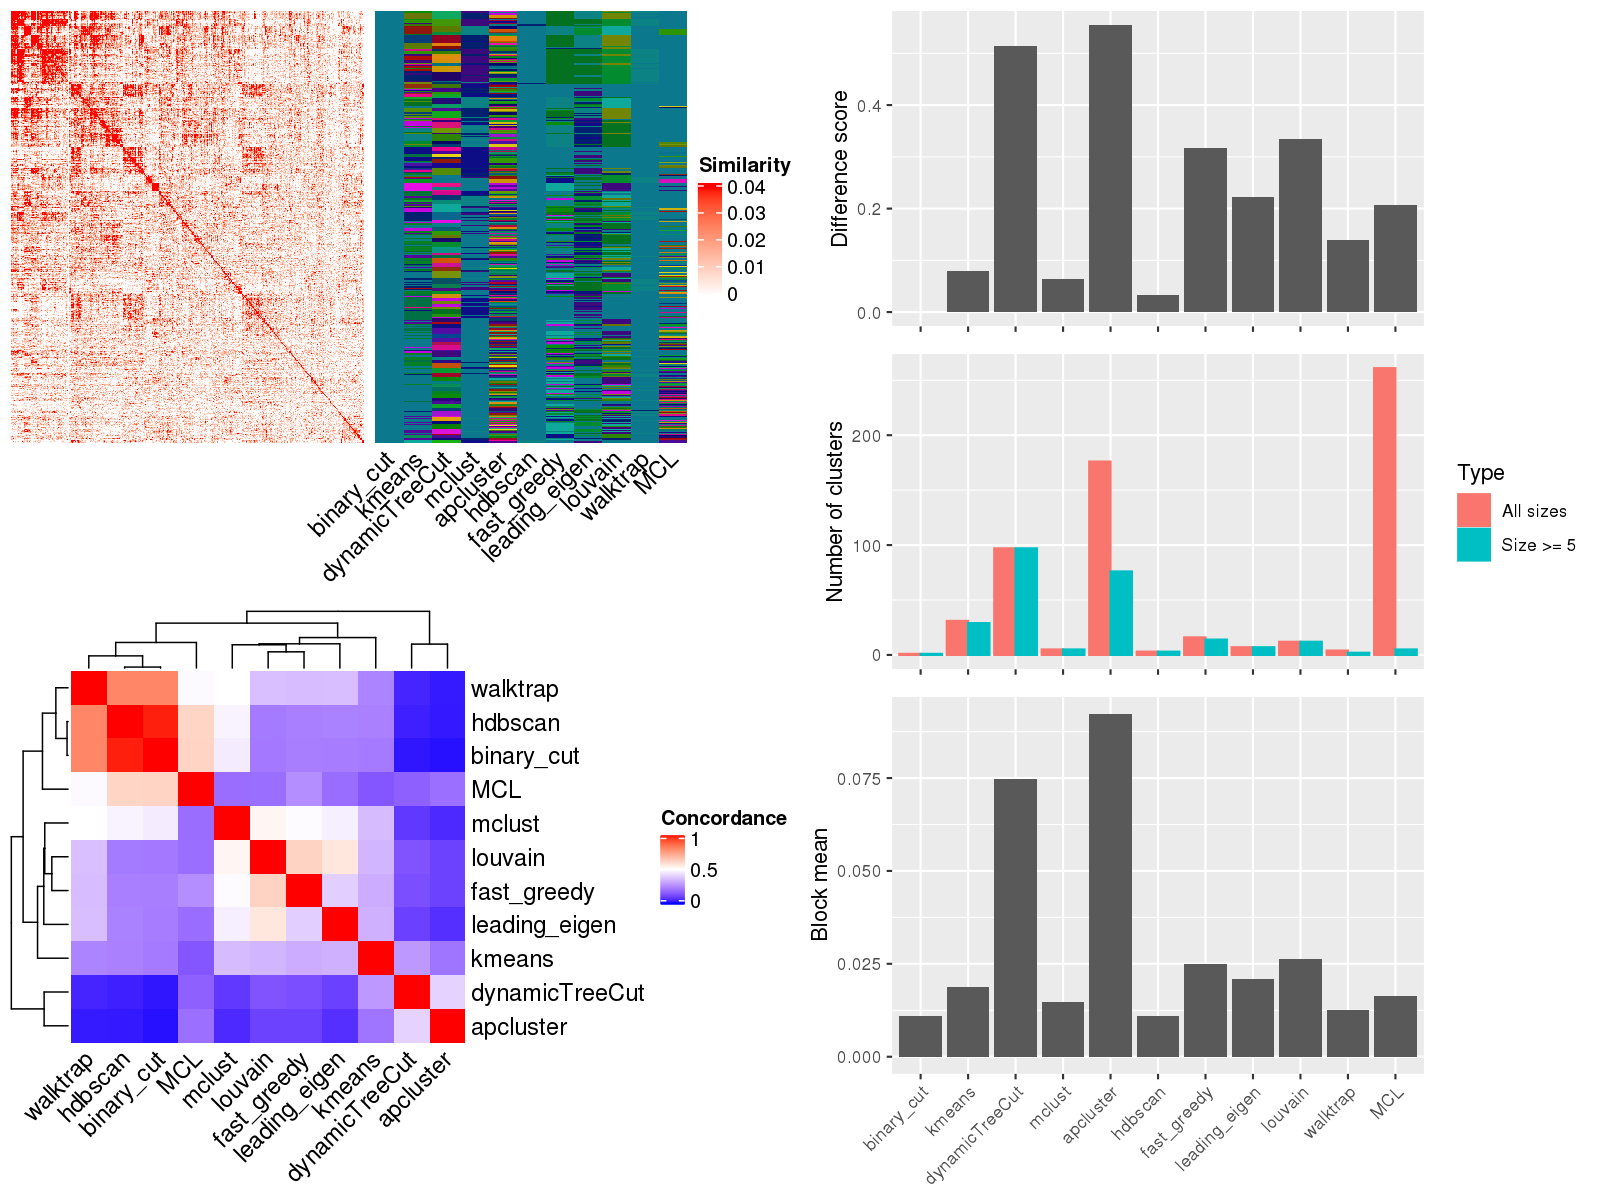 Similarity
0.04
0.03
0.02
0.01
0
binary_cut
kmeans
dynamicTreeCut
mclust
apcluster
hdbscan
fast_greedy
leading_eigen
louvain
walktrap
MCL
walktrap
hdbscan
binary_cut
MCL
mclust
louvain
fast_greedy
leading_eigen
kmeans
dynamicTreeCut
apcluster
walktrap
hdbscan
binary_cut
MCL
mclust
louvain
fast_greedy
leading_eigen
kmeans
dynamicTreeCut
apcluster
Concordance
1
0.5
0
Difference score
0.4
0.2
0.0
Number of clusters
200
100
0
Type
All sizes
Size >= 5
Block mean
0.075
0.050
0.025
0.000
binary_cut
kmeans
dynamicTreeCut
mclust
apcluster
hdbscan
fast_greedy
leading_eigen
louvain
walktrap
MCL